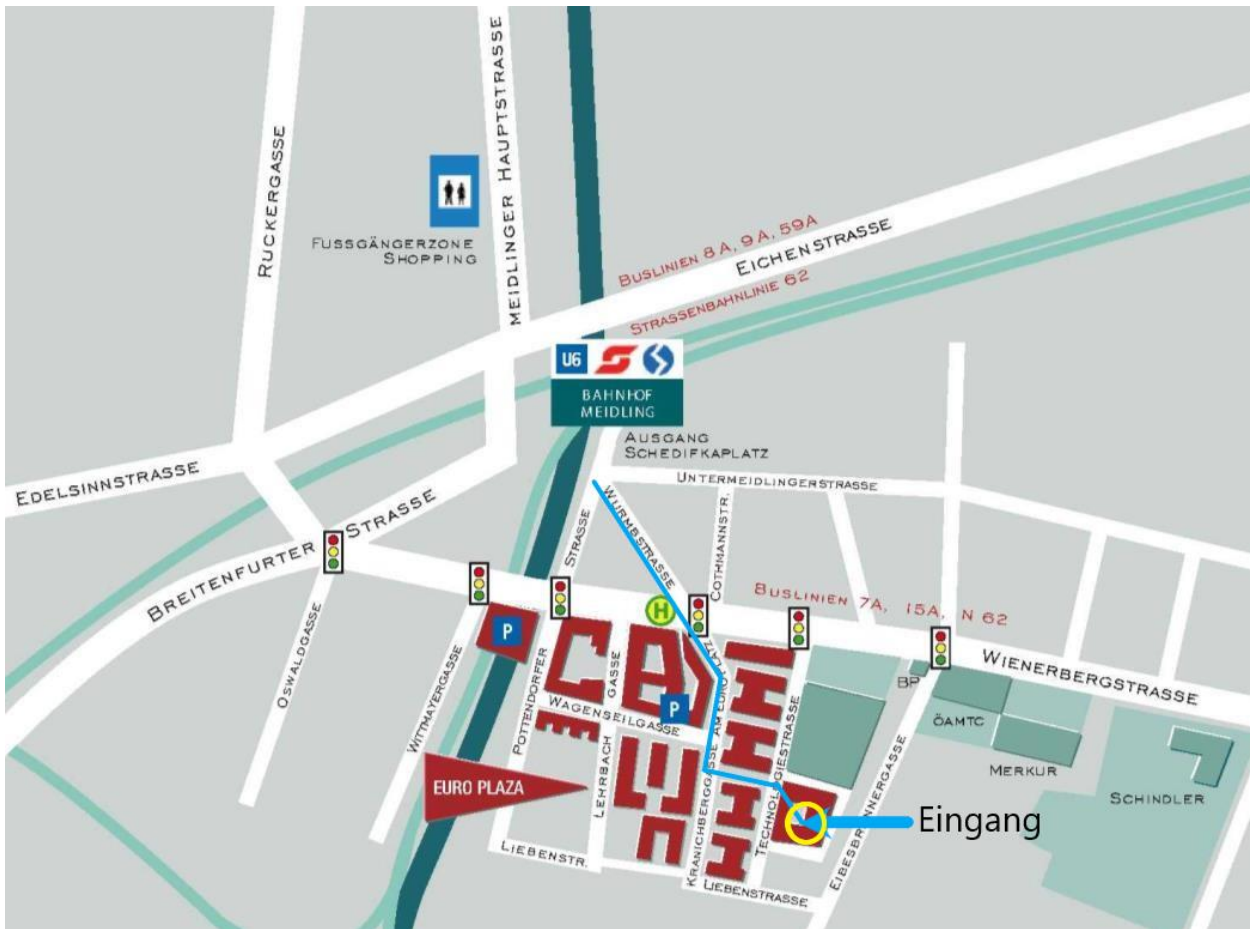 RUCKERGASSE
MEIDLINGER HAUPTSTRASSE
FUSSGÄNGERZONE
SHOPPING
BUSLINIEN 8A, 9A, 59A
EICHENSTRASSE
STRASSENBAHNLINIE 62
U6
BAHNHOF
MEIDLING
AUSGANG
SCHEDIFKAPLATZ
EDELSINNSTRASSE
UNTERMEIDLINGERSTRASSE
BREITENFURTER STRASSE
WURMBSTRASSE
COTHMANNSTR.
BUSLINIEN 7A, 15A, N 62
H
P
OSWALDGASSE
WITTMAYERGASSE
POTTENDORFER STRASSE
LEHRBACH GASSE
WAGENSEILGASSE
P
KRANICHBERGGASSE AM EURO PLATZ
TECHNOLOGIESTRASSE
BP
WIENERBERGSTRASSE
ÖAMTC
MERKUR
SCHINDLER
EURO PLAZA
Eingang
EIBESBRUNNERGASSE
LIEBENSTR.
LIEBENSTRASSE